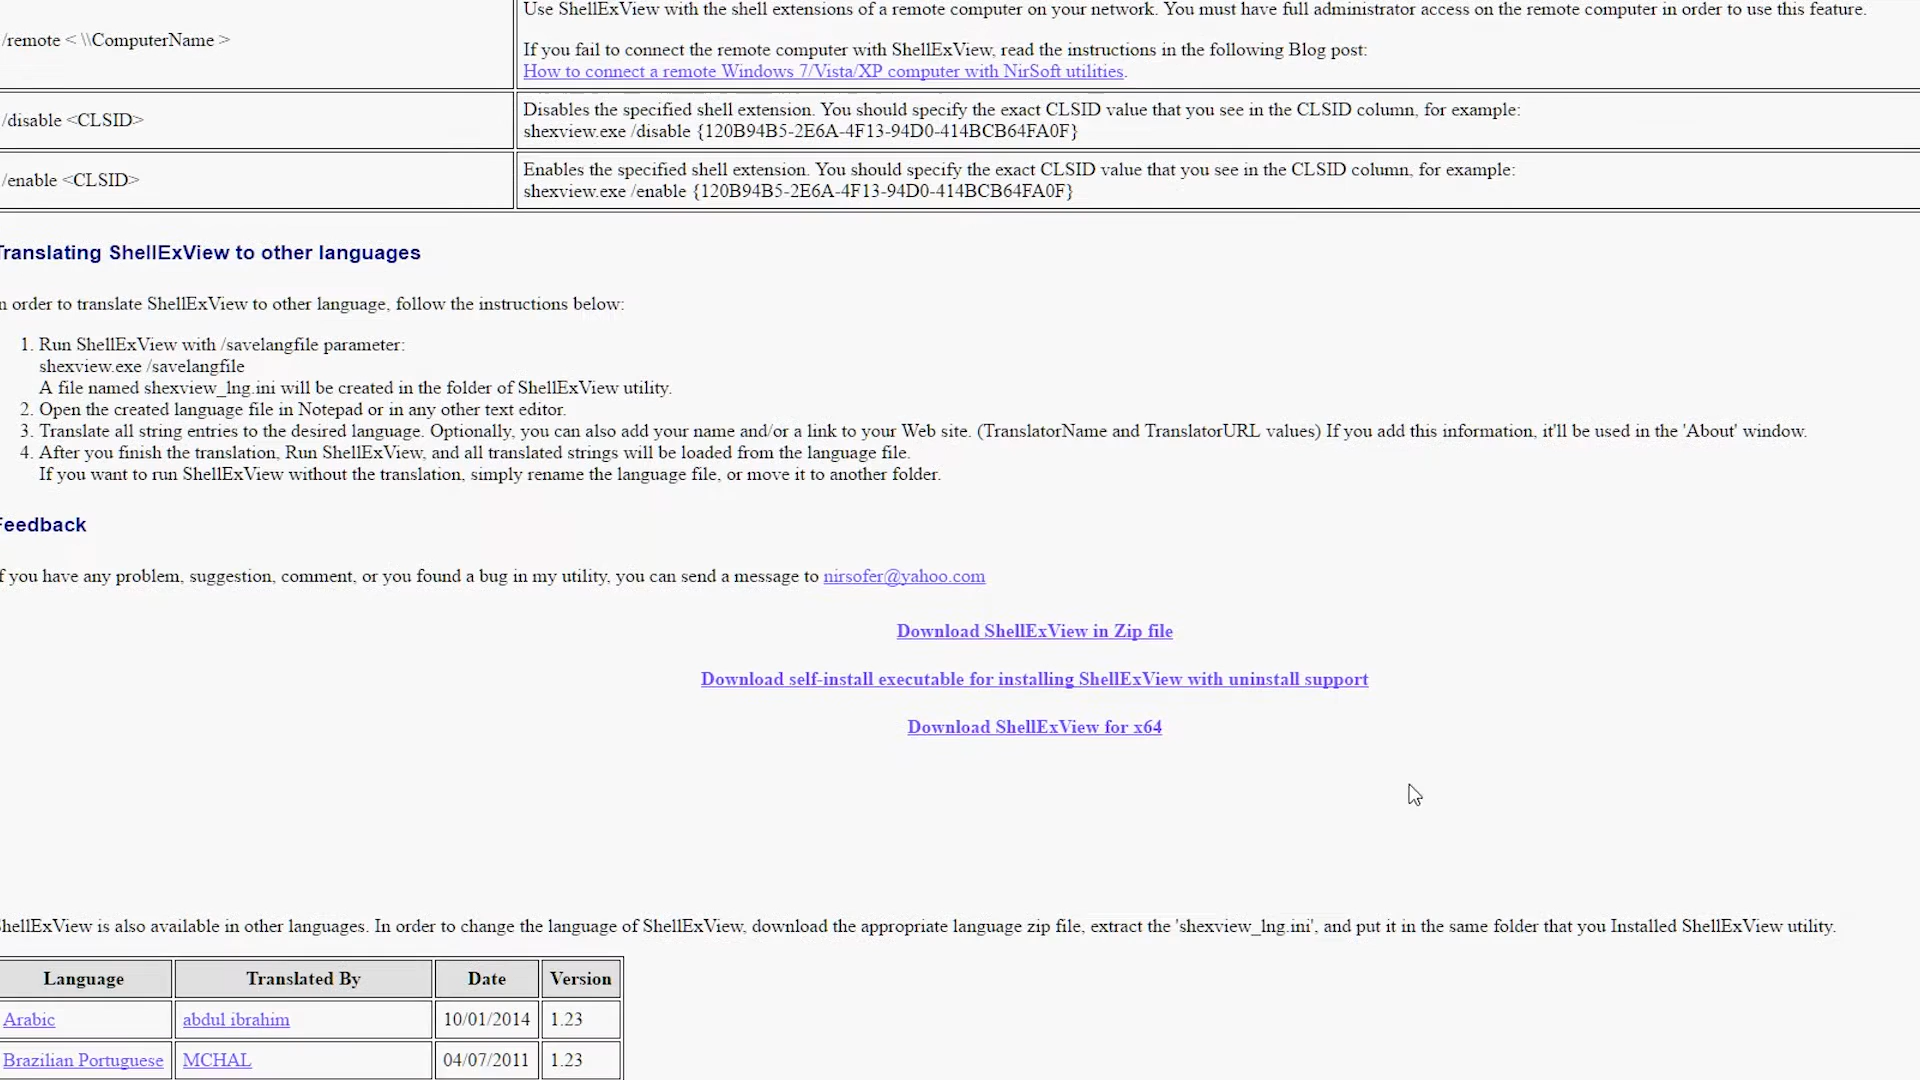 Use ShellExView with the shell extensions of a remote computer on your network. You must have full administrator access on the remote computer in order to use this feature.
/remote < \\ComputerName >
If you fail to connect the remote computer with ShellExView, read the instructions in the following Blog post:
How to connect a remote Windows 7/Vista/XP computer with NirSoft utilities.
/disable <CLSID>
Disables the specified shell extension. You should specify the exact CLSID value that you see in the CLSID column, for example:
shexview.exe /disable {120B94B5-2E6A-4F13-94D0-414BCB64FA0F}
/enable <CLSID>
Enables the specified shell extension. You should specify the exact CLSID value that you see in the CLSID column, for example:
shexview.exe /enable {120B94B5-2E6A-4F13-94D0-414BCB64FA0F}
Translating ShellExView to other languages
n order to translate ShellExView to other language, follow the instructions below:
1. Run ShellExView with /savelangfile parameter:
shexview.exe /savelangfile
A file named shexview_lng.ini will be created in the folder of ShellExView utility.
2. Open the created language file in Notepad or in any other text editor.
3. Translate all string entries to the desired language. Optionally, you can also add your name and/or a link to your Web site. (TranslatorName and TranslatorURL values) If you add this information, it'll be used in the 'About' window.
4. After you finish the translation, Run ShellExView, and all translated strings will be loaded from the language file.
If you want to run ShellExView without the translation, simply rename the language file, or move it to another folder.
Feedback
f you have any problem, suggestion, comment, or you found a bug in my utility, you can send a message to nirsofer@yahoo.com
Download ShellExView in Zip file
Download self-install executable for installing ShellExView with uninstall support
Download ShellExView for x64
hellExView is also available in other languages. In order to change the language of ShellExView, download the appropriate language zip file, extract the 'shexview_lng.ini', and put it in the same folder that you Installed ShellExView utility.
Language Translated By Date Version
Arabic abdul ibrahim 10/01/2014 1.23
Brazilian Portuguese MCHAL 04/07/2011 1.23